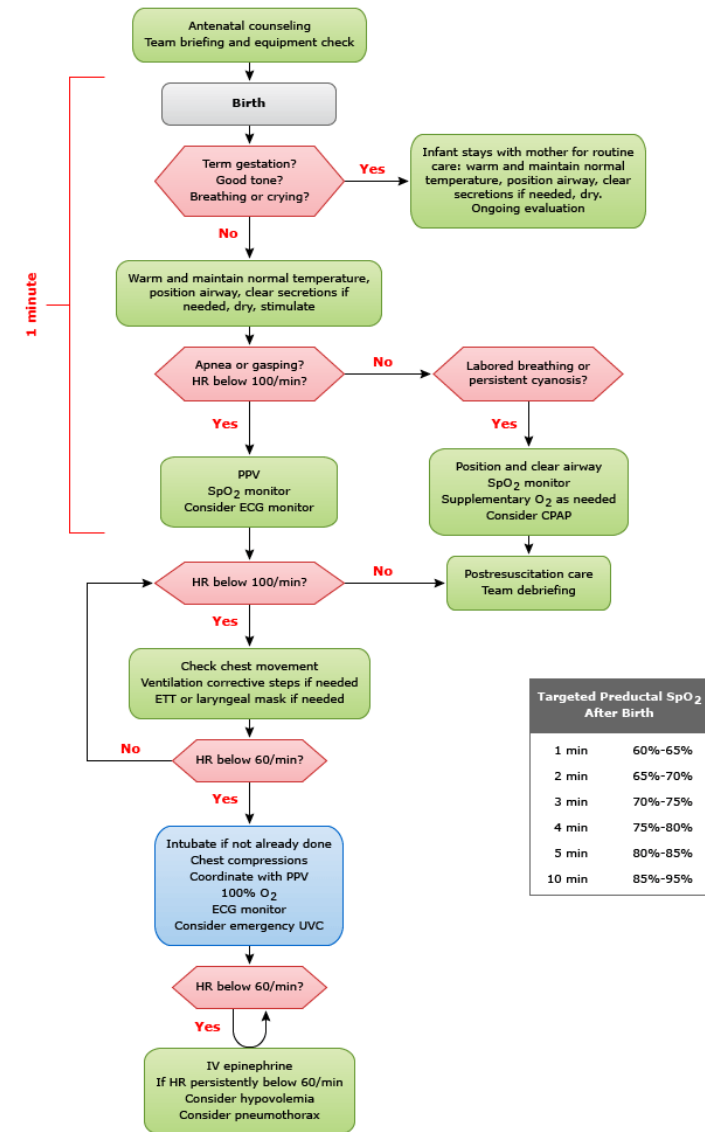 Antenatal counseling
Team briefing and equipment check
Birth
Term gestation?
Good tone?
Breathing or crying?
Yes
Infant stays with mother for routine
care: warm and maintain normal
temperature, position airway, clear
secretions if needed, dry.
Ongoing evaluation
No
1 minute
Warm and maintain normal temperature,
position airway, clear secretions if
needed, dry, stimulate
Apnea or gasping?
HR below 100/min?
No
Labored breathing or
persistent cyanosis?
Yes
Yes
PPV
SpO₂ monitor
Consider ECG monitor
Position and clear airway
SpO₂ monitor
Supplementary O₂ as needed
Consider CPAP
HR below 100/min?
No
Postresuscitation care
Team debriefing
Yes
Check chest movement
Ventilation corrective steps if needed
ETT or laryngeal mask if needed
No
HR below 60/min?
Yes
Targeted Preductal SpO₂
After Birth
1 min 60%-65%
2 min 65%-70%
3 min 70%-75%
4 min 75%-80%
5 min 80%-85%
10 min 85%-95%
Intubate if not already done
Chest compressions
Coordinate with PPV
100% O₂
ECG monitor
Consider emergency UVC
HR below 60/min?
Yes
IV epinephrine
If HR persistently below 60/min
Consider hypovolemia
Consider pneumothorax